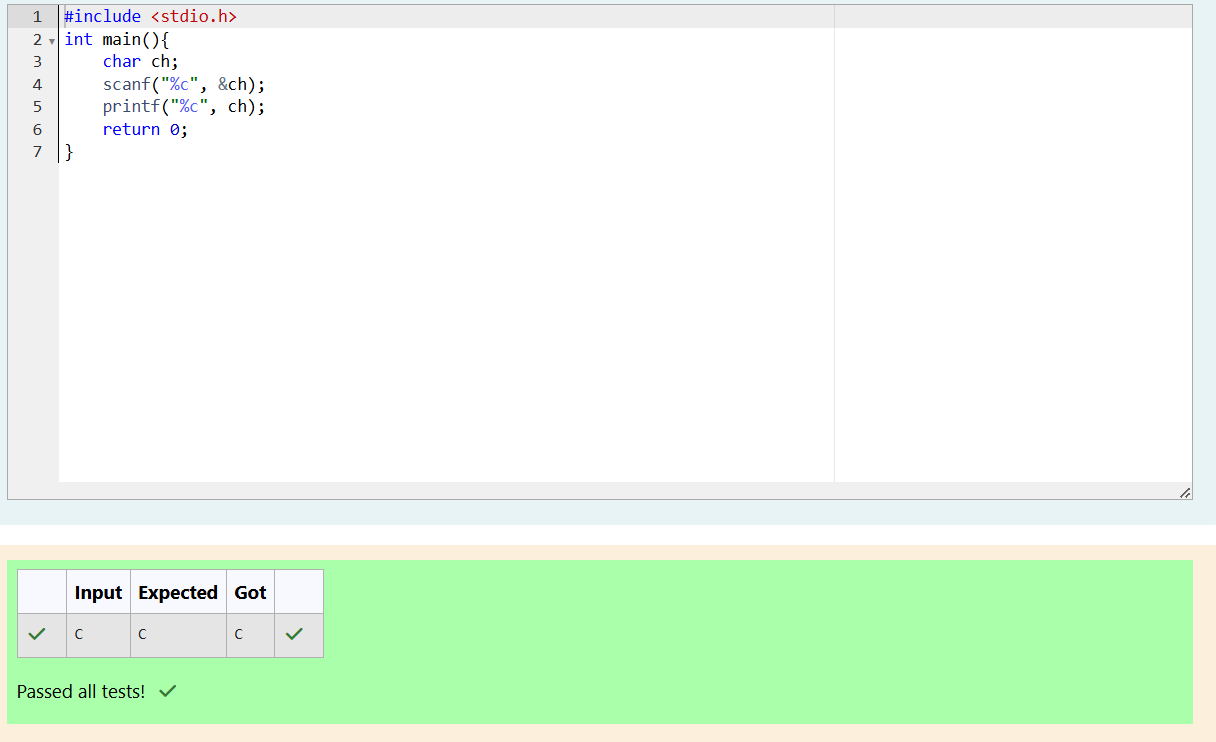 1 #include <stdio.h>
2 int main(){
3     char ch;
4     scanf("%c", &ch);
5     printf("%c", ch);
6     return 0;
7 }
Input Expected Got
C C C
Passed all tests!